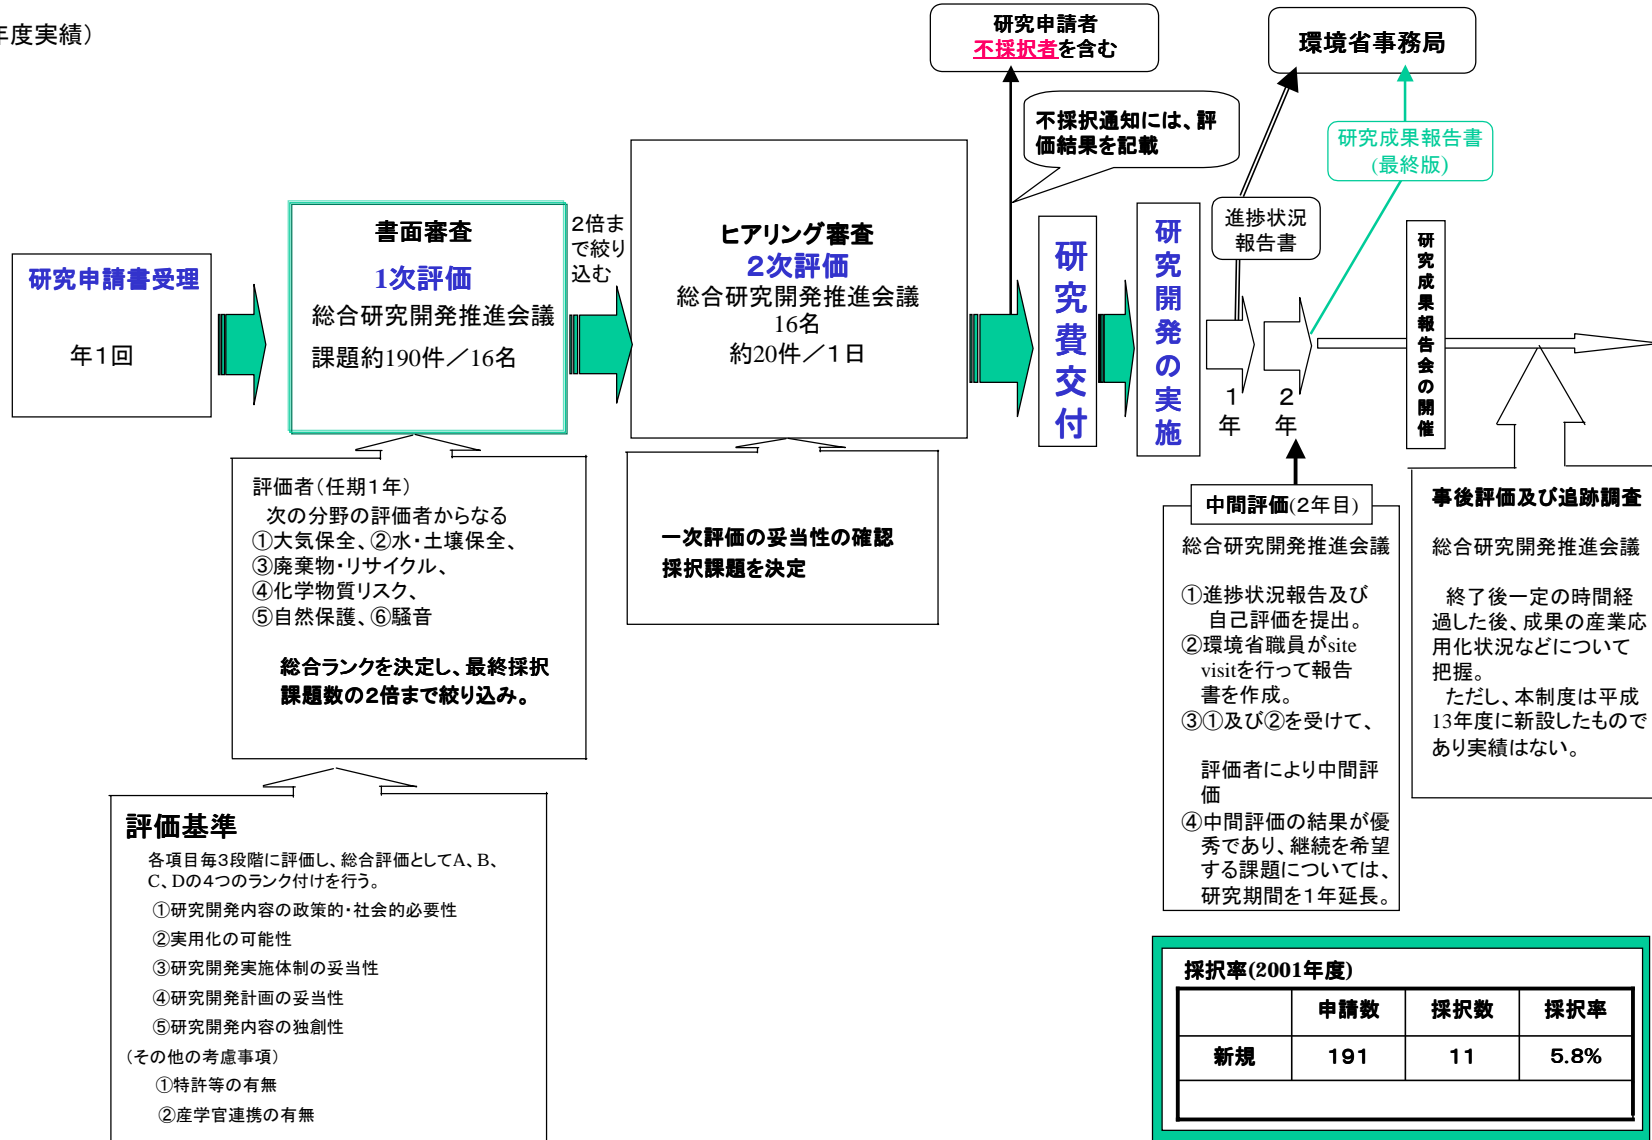 年度実績）
研究申請者
不採択者を含む
環境省事務局
不採択通知には、評
価結果を記載
研究成果報告書
(最終版)
進捗状況
報告書
研究申請書受理
年１回
書面審査
1次評価
総合研究開発推進会議
課題約190件／16名
２倍ま
で絞り
込む
ヒアリング審査
２次評価
総合研究開発推進会議
16名
約20件／１日
研究費交付
研究開発の実施
１年
２年
研究成果報告会の開催
評価者（任期１年）
次の分野の評価者からなる
①大気保全、②水・土壌保全、
③廃棄物・リサイクル、
④化学物質リスク、
⑤自然保護、⑥騒音
総合ランクを決定し、最終採択
課題数の２倍まで絞り込み。
一次評価の妥当性の確認
採択課題を決定
中間評価(2年目)
総合研究開発推進会議
①進捗状況報告及び
自己評価を提出。
②環境省職員がsite
visitを行って報告
書を作成。
③①及び②を受けて、
評価者により中間評
価
④中間評価の結果が優
秀であり、継続を希望
する課題については、
研究期間を１年延長。
事後評価及び追跡調査
総合研究開発推進会議
終了後一定の時間経
過した後、成果の産業応
用化状況などについて
把握。
ただし、本制度は平成
13年度に新設したもので
あり実績はない。
評価基準
各項目毎３段階に評価し、総合評価としてA、B、
C、Dの４つのランク付けを行う。
①研究開発内容の政策的・社会的必要性
②実用化の可能性
③研究開発実施体制の妥当性
④研究開発計画の妥当性
⑤研究開発内容の独創性
（その他の考慮事項）
①特許等の有無
②産学官連携の有無
採択率(2001年度)
申請数 採択数 採択率
新規 191 11 5.8%